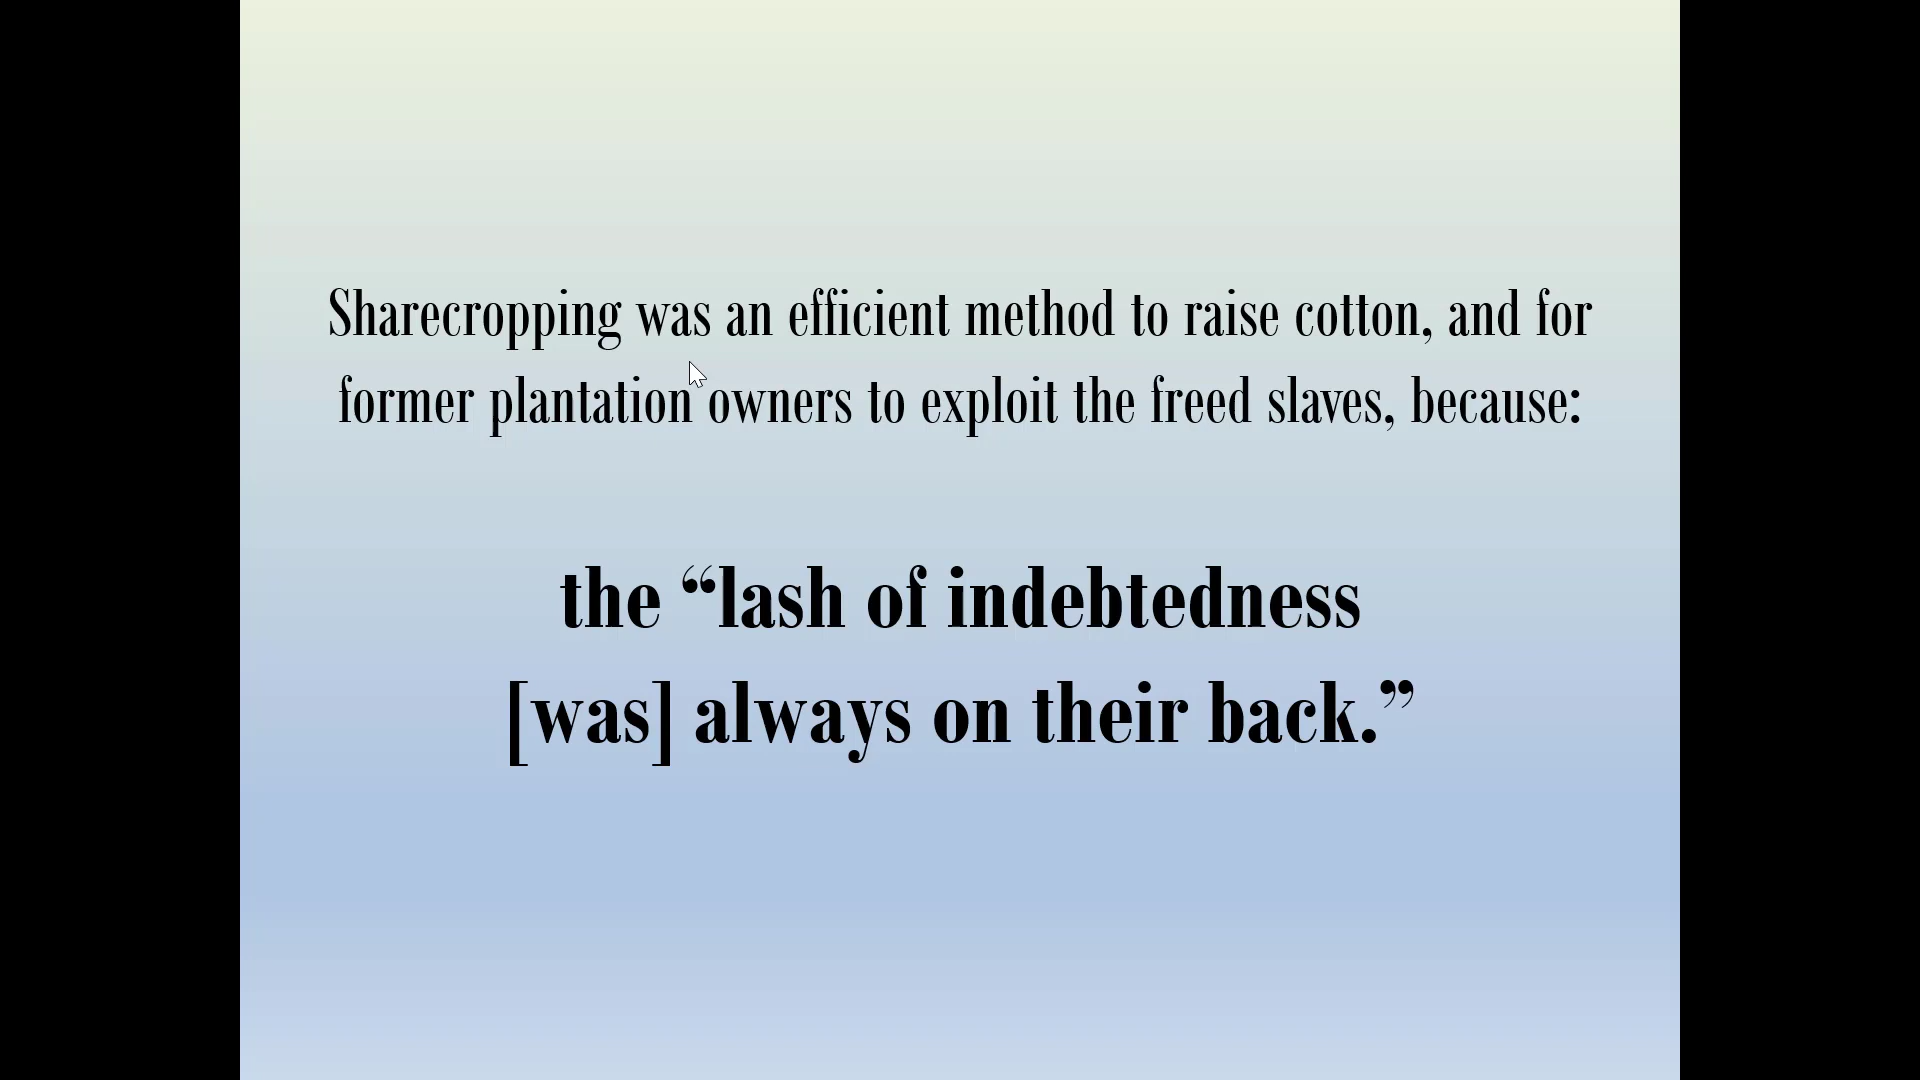 Sharecropping was an efficient method to raise cotton, and for
former plantation owners to exploit the freed slaves, because:
the “lash of indebtedness
[was] always on their back.”